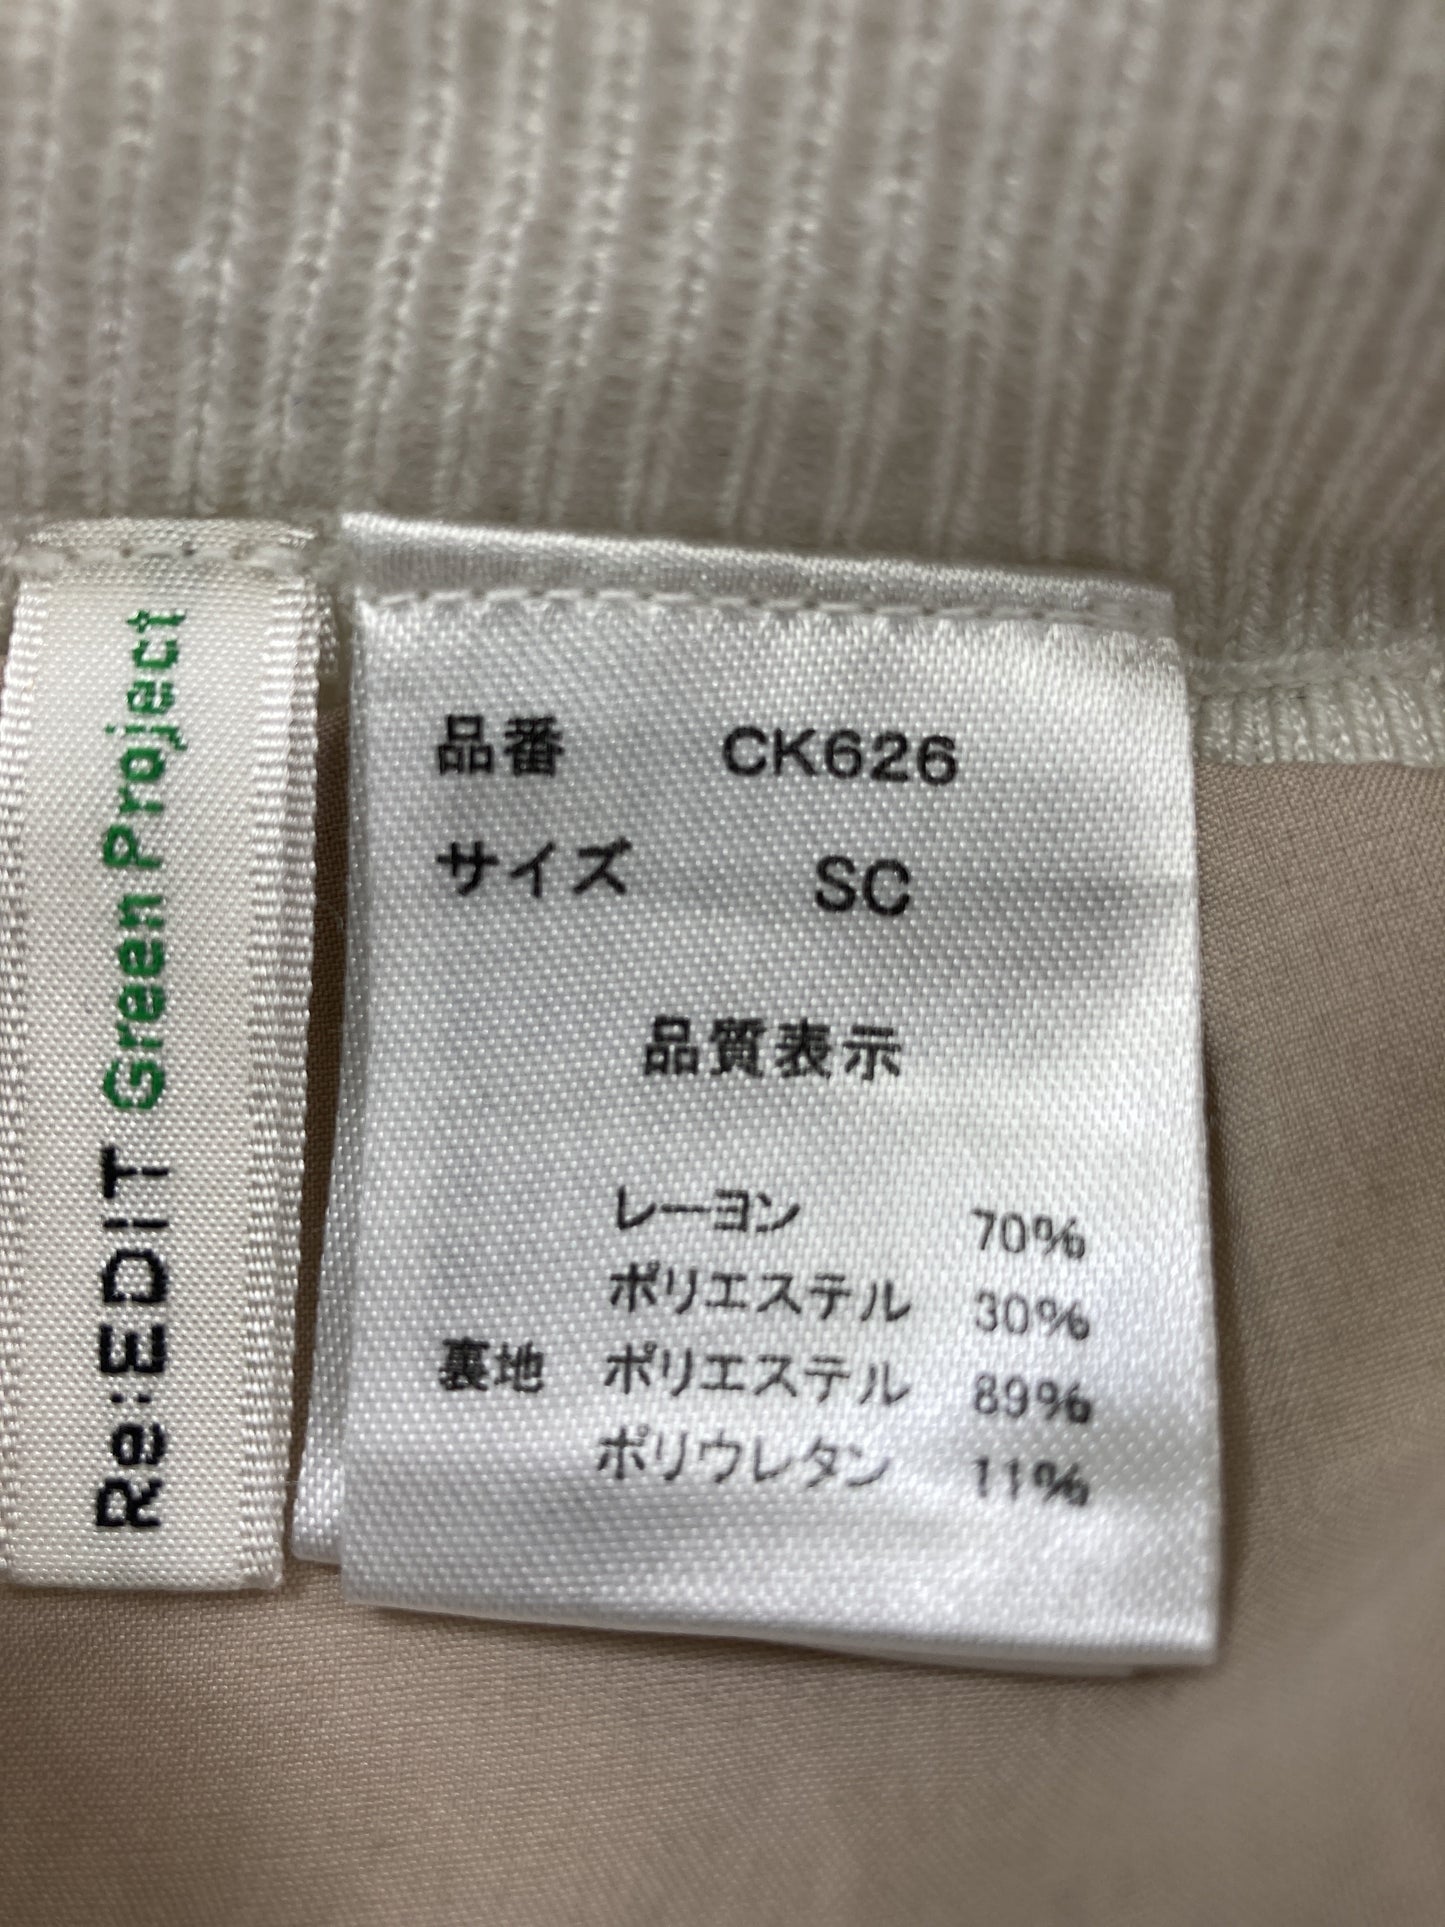 Re:EDIT Green Project
品番 CK626
サイズ SC
品質表示
レーヨン 70%
ポリエステル 30%
裏地 ポリエステル 89%
ポリウレタン 11%